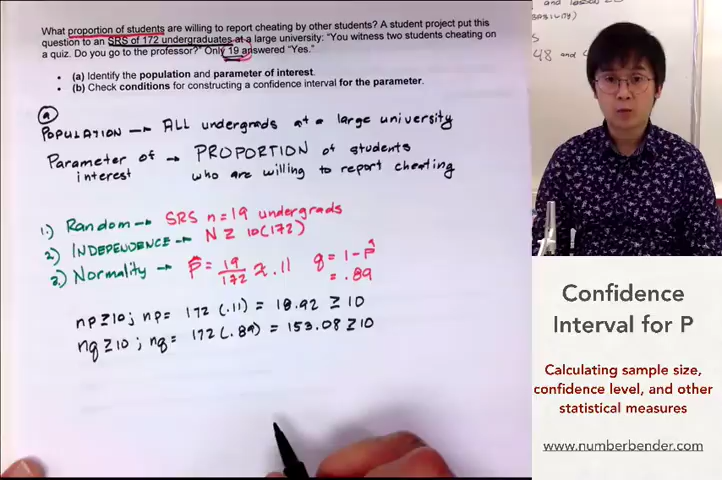 What proportion of students are willing to report cheating by other students? A student project put this
question to an SRS of 172 undergraduates at a large university: "You witness two students cheating on
a quiz. Do you go to the professor?" Only 19 answered "Yes."
• (a) Identify the population and parameter of interest.
• (b) Check conditions for constructing a confidence interval for the parameter.
(a)
POPULATION → ALL undergrads at a large university
Parameter of interest → PROPORTION of students
who are willing to report cheating
1.) Random → SRS n=19 undergrads
2.) INDEPENDENCE → N ≥ 10(172)
3.) Normality → p̂ = 19/172 ≈ .11 q = 1 - p̂
= .89
np≥10; np= 172(.11) = 18.92 ≥ 10
nq≥10; nq= 172(.89) = 153.08 ≥10
48 and
Confidence
Interval for P
Calculating sample size,
confidence level, and other
statistical measures
www.numberbender.com